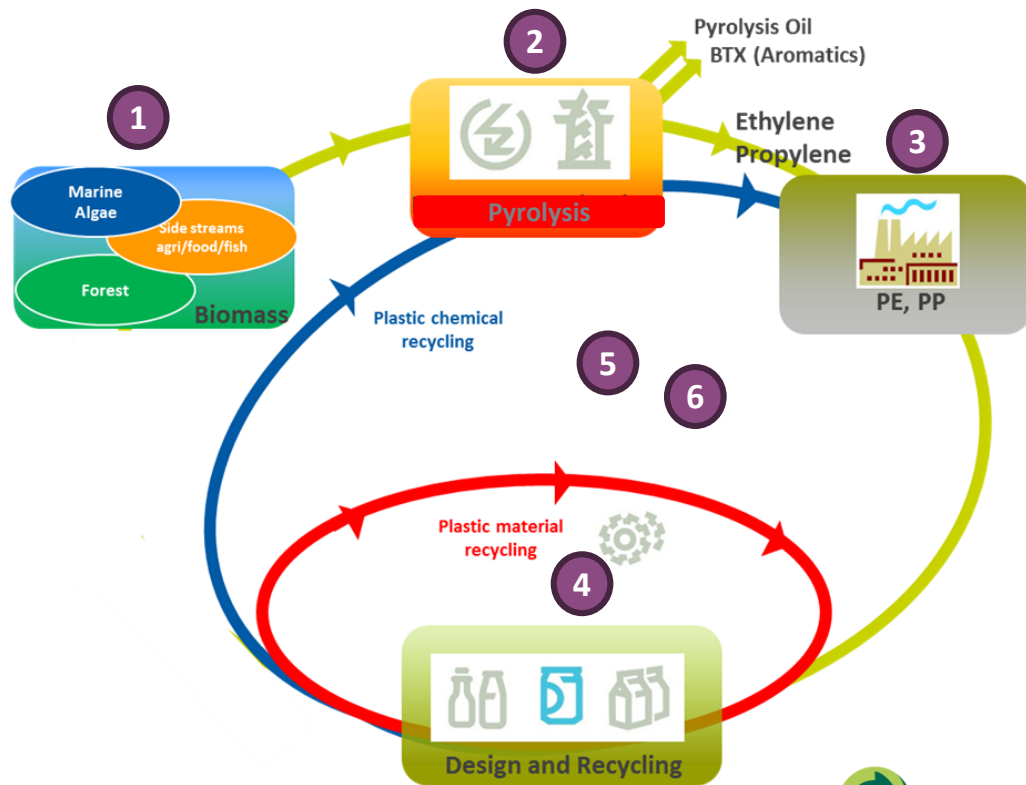 1
2
Pyrolysis Oil
BTX (Aromatics)
Ethylene
Propylene
3
Marine
Algae
Side streams
agri/food/fish
Forest
Biomass
Pyrolysis
PE, PP
Plastic chemical
recycling
5
6
Plastic material
recycling
4
Design and Recycling